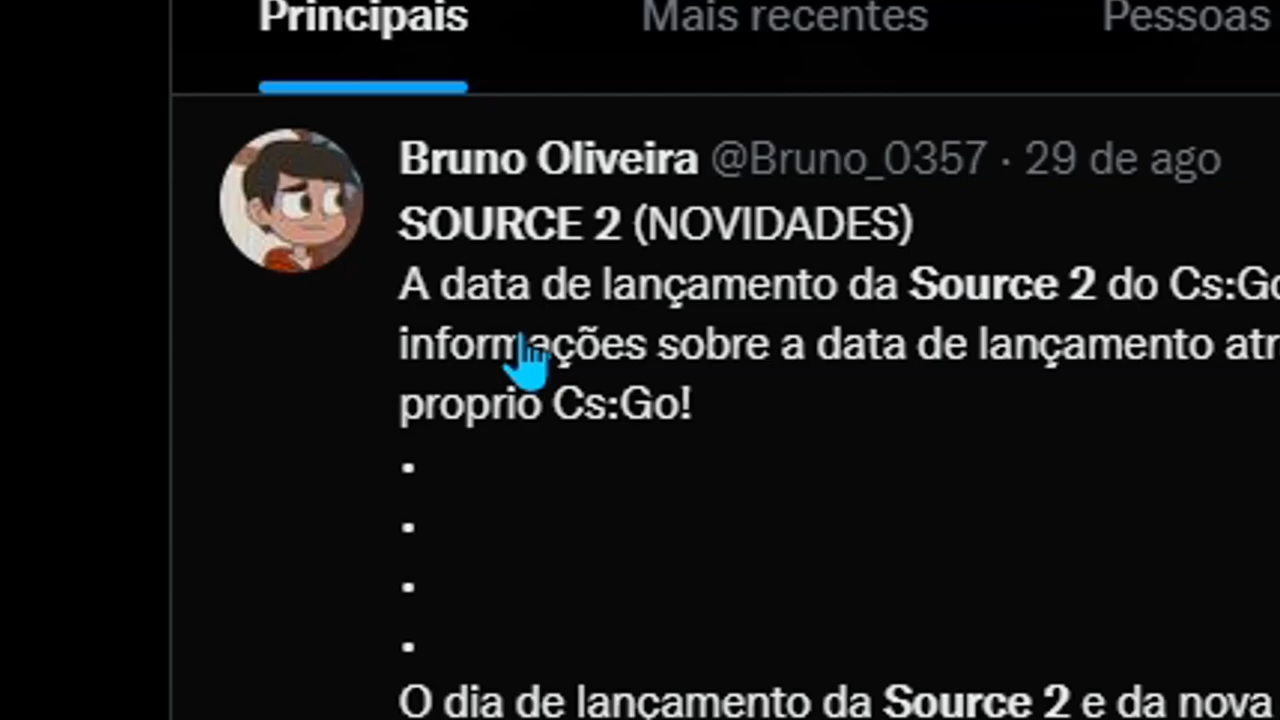 Principais Mais recentes Pessoas
Bruno Oliveira @Bruno_0357 · 29 de ago
SOURCE 2 (NOVIDADES)
A data de lançamento da Source 2 do Cs:Go
informações sobre a data de lançamento atr
proprio Cs:Go!
.
.
.
.
O dia de lançamento da Source 2 e da nova